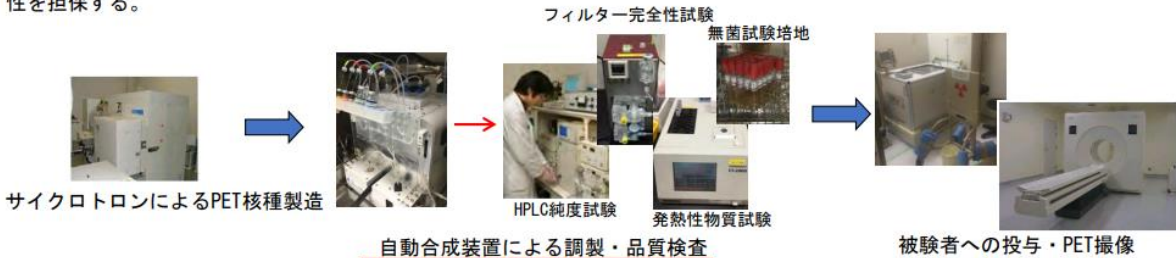 性を担保する。
フィルター完全性試験
無菌試験培地
サイクロトロンによるPET核種製造
HPLC純度試験
発熱性物質試験
自動合成装置による調製・品質検査
被験者への投与・PET撮像